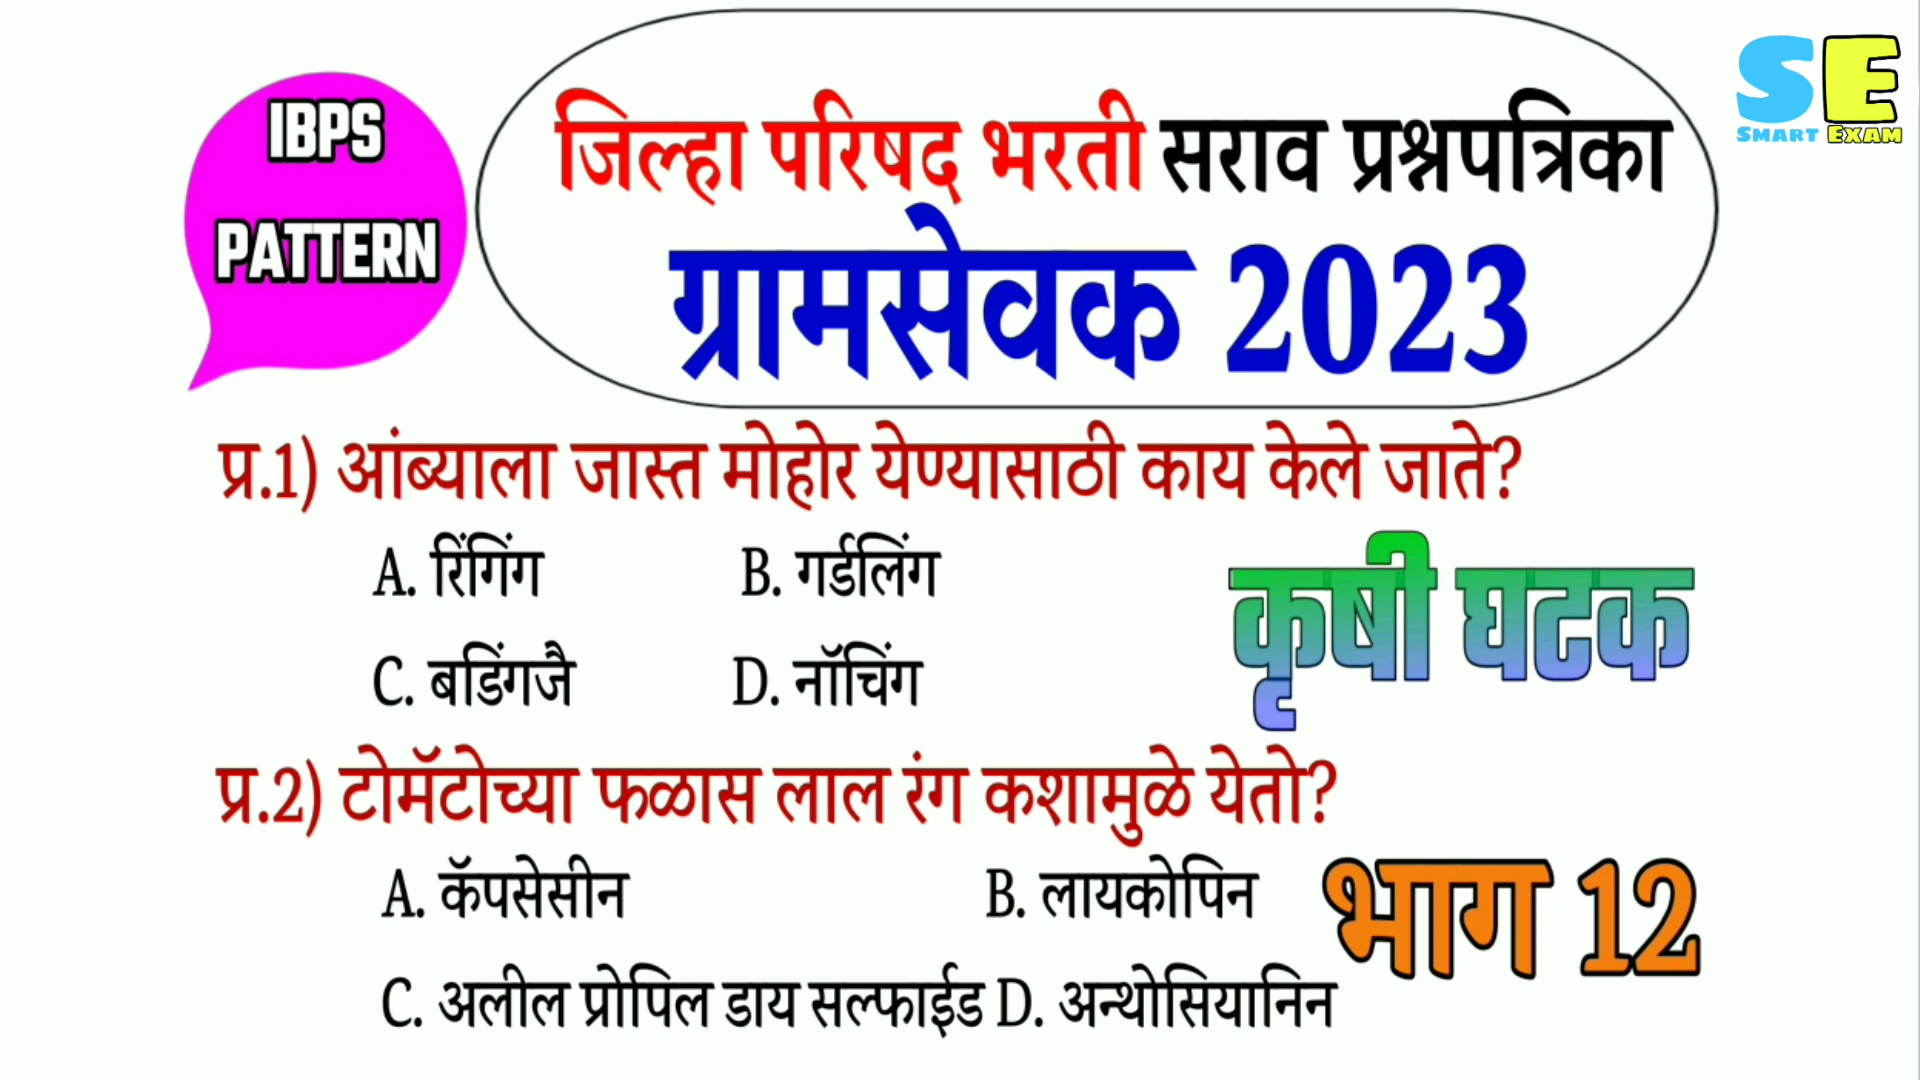 IBPS
PATTERN
जिल्हा परिषद भरती सराव प्रश्नपत्रिका
ग्रामसेवक 2023
SE
SMART EXAM
प्र.1) आंब्याला जास्त मोहोर येण्यासाठी काय केले जाते?
A. रिंगिंग B. गर्डलिंग
C. बडिंगजै D. नॉचिंग
कृषी घटक
प्र.2) टोमॅटोच्या फळास लाल रंग कशामुळे येतो?
A. कॅपसेसीन B. लायकोपिन
C. अलील प्रोपिल डाय सल्फाईड D. अन्थोसियानिन
भाग 12